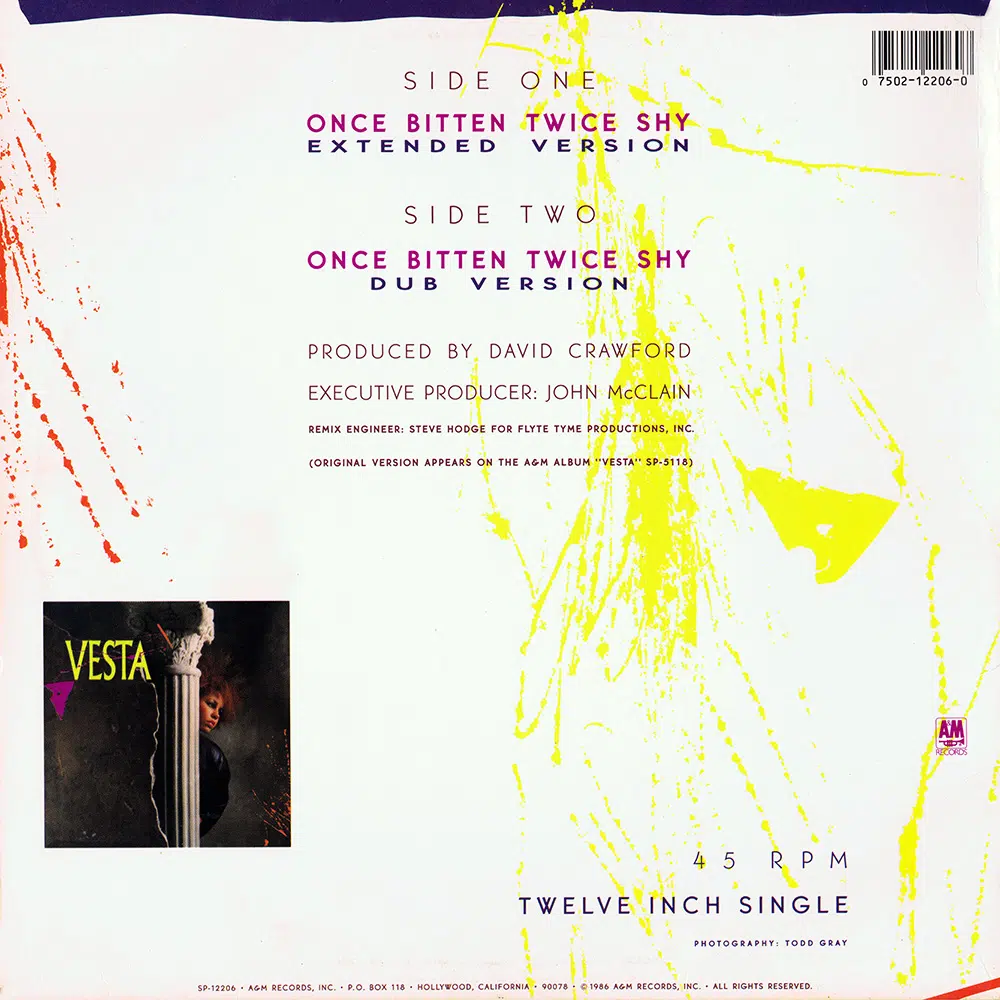 0 7502-12206-0
SIDE ONE
ONCE BITTEN TWICE SHY
EXTENDED VERSION
SIDE TWO
ONCE BITTEN TWICE SHY
DUB VERSION
PRODUCED BY DAVID CRAWFORD
EXECUTIVE PRODUCER: JOHN McCLAIN
REMIX ENGINEER: STEVE HODGE FOR FLYTE TYME PRODUCTIONS, INC.
(ORIGINAL VERSION APPEARS ON THE A&M ALBUM "VESTA" SP-5118)
VESTA
A&M
RECORDS
45 RPM
TWELVE INCH SINGLE
PHOTOGRAPHY: TODD GRAY
SP-12206 • A&M RECORDS, INC. • P.O. BOX 118 • HOLLYWOOD, CALIFORNIA • 90078 • ©1986 A&M RECORDS, INC. • ALL RIGHTS RESERVED.